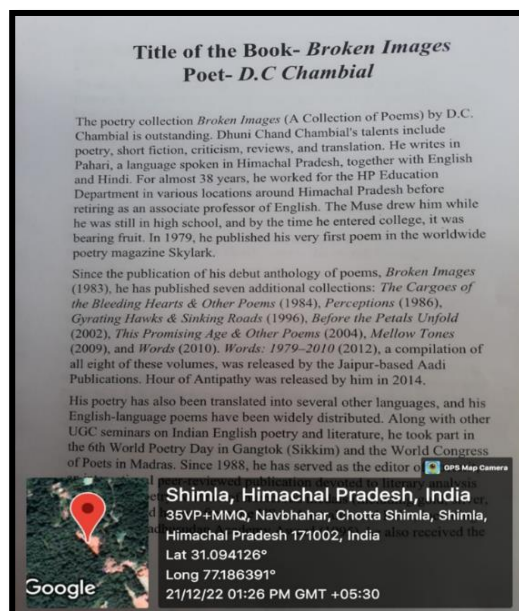 Title of the Book- Broken Images
Poet- D.C Chambial
The poetry collection Broken Images (A Collection of Poems) by D.C.
Chambial is outstanding. Dhuni Chand Chambial's talents include
poetry, short fiction, criticism, reviews, and translation. He writes in
Pahari, a language spoken in Himachal Pradesh, together with English
and Hindi. For almost 38 years, he worked for the HP Education
Department in various locations around Himachal Pradesh before
retiring as an associate professor of English. The Muse drew him while
he was still in high school, and by the time he entered college, it was
bearing fruit. In 1979, he published his very first poem in the worldwide
poetry magazine Skylark.
Since the publication of his debut anthology of poems, Broken Images
(1983), he has published seven additional collections: The Cargoes of
the Bleeding Hearts & Other Poems (1984), Perceptions (1986),
Gyrating Hawks & Sinking Roads (1996), Before the Petals Unfold
(2002), This Promising Age & Other Poems (2004), Mellow Tones
(2009), and Words (2010). Words: 1979–2010 (2012), a compilation of
all eight of these volumes, was released by the Jaipur-based Aadi
Publications. Hour of Antipathy was released by him in 2014.
His poetry has also been translated into several other languages, and his
English-language poems have been widely distributed. Along with other
UGC seminars on Indian English poetry and literature, he took part in
the 6th World Poetry Day in Gangtok (Sikkim) and the World Congress
of Poets in Madras. Since 1988, he has served as the editor of
peer-reviewed publication devoted to literary analysis
also received the
GPS Map Camera
Shimla, Himachal Pradesh, India
35VP+MMQ, Navbhahar, Chotta Shimla, Shimla,
Himachal Pradesh 171002, India
Lat 31.094126°
Long 77.186391°
21/12/22 01:26 PM GMT +05:30
Google